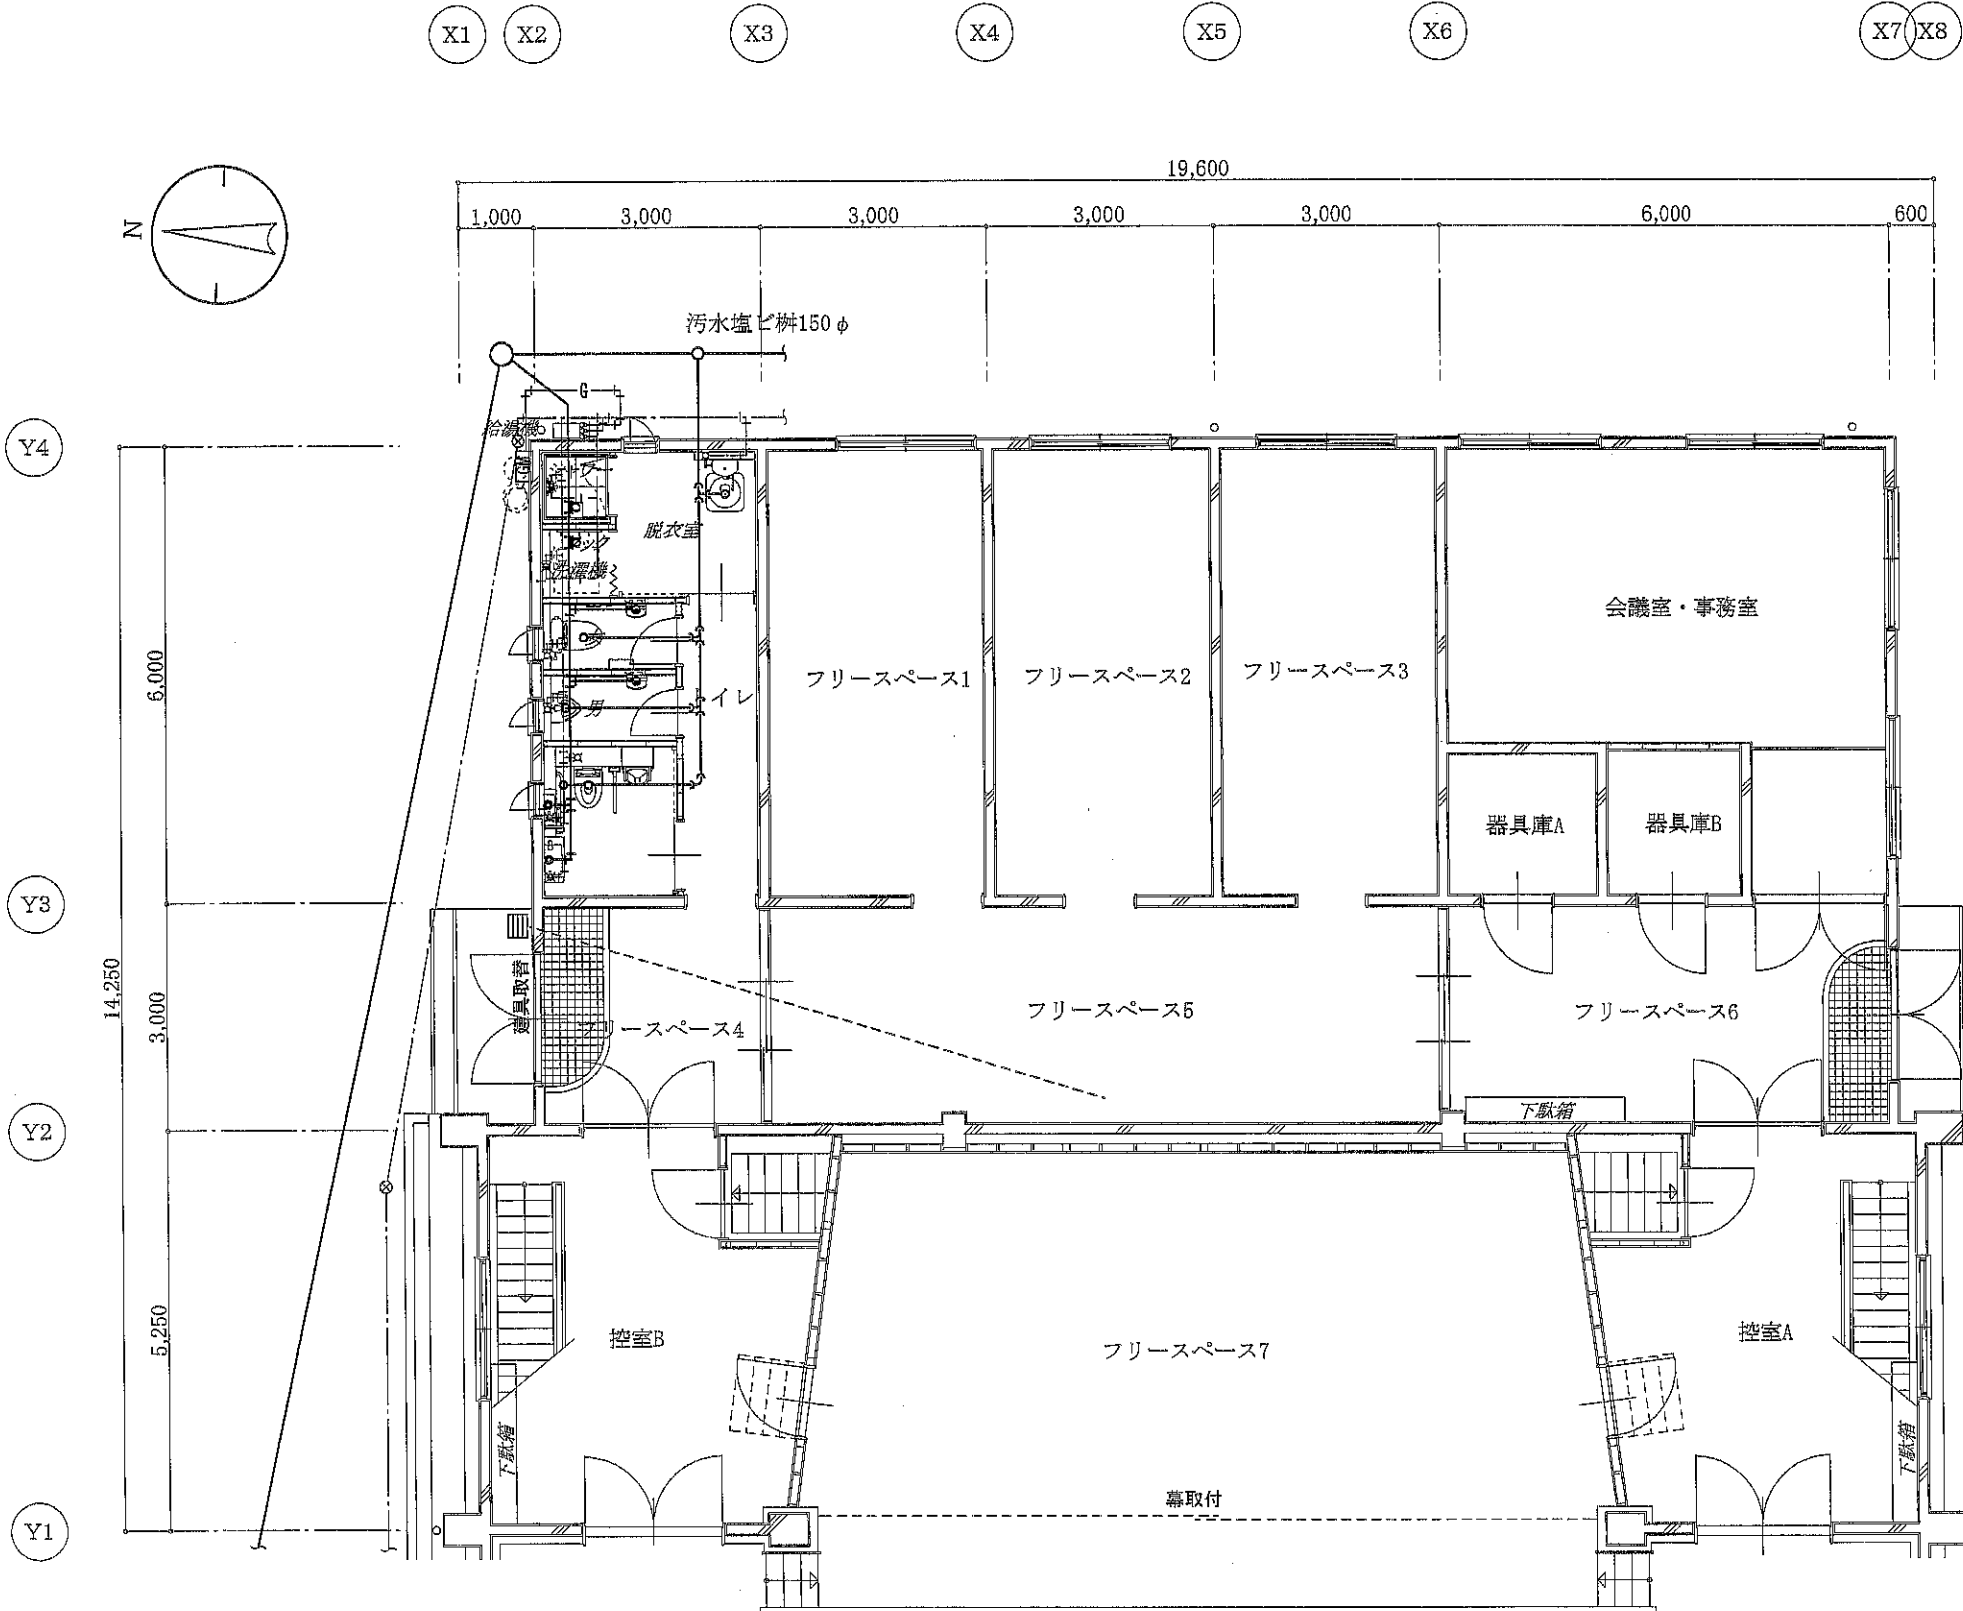 X1 X2 X3 X4 X5 X6 X7 X8
19,600
1,000 3,000 3,000 3,000 3,000 6,000 600
N
汚水塩ビ桝150φ
G
給湯機
Y4
GM
脱衣室
洗濯機
会議室・事務室
6,000
フリースペース1
フリースペース2
フリースペース3
男
イレ
器具庫A
器具庫B
Y3
14,250
3,000
建具取替
フリースペース4
フリースペース5
フリースペース6
下駄箱
Y2
5,250
控室B
フリースペース7
控室A
下駄箱
下駄箱
幕取付
Y1